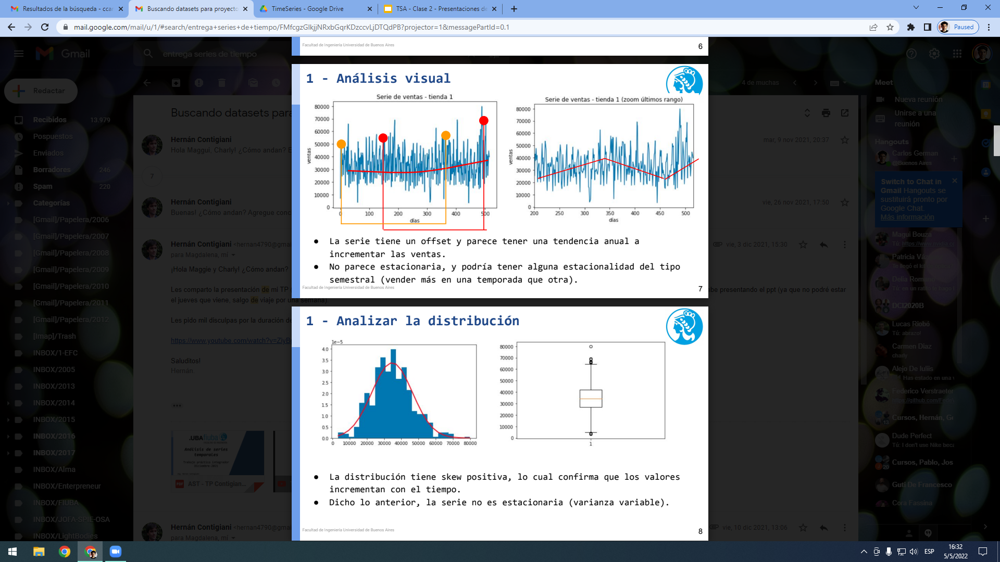 Resultados de la búsqueda - ccar
Buscando datasets para proyecto
TimeSeries - Google Drive
TSA - Clase 2 - Presentaciones de
mail.google.com/mail/u/1/#search/entrega+series+de+tiempo/FMfcgzGlkjjNRxbGqrKDzccvLjDTQdPB?projector=1&messagePartId=0.1
Paused
Gmail
entrega series de tiempo
Redactar
Recibidos 13.979
Pospuestos
Enviados
Borradores 246
Spam 220
Categorías
[Gmail]/Papelera/2006
[Gmail]/Papelera/2007
[Gmail]/Papelera/2008
[Gmail]/Papelera/2009
[Gmail]/Papelera/2010
[Gmail]/Papelera/2011
[Gmail]/Papelera/2012
[Imap]/Trash
INBOX/1-EFC
INBOX/2005
INBOX/2013
INBOX/2014
INBOX/2015
INBOX/2016
INBOX/2017
INBOX/Alma
INBOX/Enterpreneur
INBOX/FIUBA
INBOX/JOFA-SPIE-OSA
INBOX/LightBodies
4 de muchas
Buscando datasets para
Hernán Contigiani
Hola Maggui, Charly! ¿Cómo andan? E
mar, 9 nov 2021, 20:37
7
Hernán Contigiani
Buenas! ¿Cómo andan? Agregue conc
vie, 26 nov 2021, 17:50
Hernán Contigiani <hernan4790@gma
vie, 3 dic 2021, 15:30
para Magdalena, mí
¡Hola Maggie y Charly! ¿Cómo andan?
Les comparto la presentación de mi TP
abe presentando el ppt (ya que no podré estar
el jueves que viene, salgo de viaje por una semana).
Les pido mil disculpas por la duración de
https://www.youtube.com/watch?v=ZiyB
Saluditos!
Hernán.
.UBAfiuba
Análisis de series
temporales
Trabajo práctico integrador
Diciembre-2021
PDF AST - TP Contigian...
Hernán Contigiani <hernan4790@gma
vie, 10 dic 2021, 13:06
para Magdalena, mí
Facultad de Ingeniería Universidad de Buenos Aires
6
1 - Análisis visual
Serie de ventas - tienda 1
80000
70000
60000
50000
40000
30000
20000
10000
0
ventas
0 100 200 300 400 500
días
Serie de ventas - tienda 1 (zoom últimos rango)
80000
70000
60000
50000
40000
30000
20000
10000
0
ventas
200 250 300 350 400 450 500
días
● La serie tiene un offset y parece tener una tendencia anual a
incrementar las ventas.
● No parece estacionaria, y podría tener alguna estacionalidad del tipo
semestral (vender más en una temporada que otra).
Facultad de Ingeniería Universidad de Buenos Aires
7
1 - Analizar la distribución
1e−5
4.0
3.5
3.0
2.5
2.0
1.5
1.0
0.5
0.0
0 10000 20000 30000 40000 50000 60000 70000 80000
80000
70000
60000
50000
40000
30000
20000
10000
0
1
● La distribución tiene skew positiva, lo cual confirma que los valores
incrementan con el tiempo.
● Dicho lo anterior, la serie no es estacionaria (varianza variable).
Facultad de Ingeniería Universidad de Buenos Aires
8
Meet
Nueva reunión
Unirse a una
reunión
Hangouts
Carlos German
@Buenos Aires
Switch to Chat in
Gmail Hangouts se
sustituirá pronto por
Google Chat.
Más información
Magui Bouza
Tú: https://www.nvidia.cc
Patricia Váz
Te llegó el
Delia Romano
Tú: en un ratito te hago
DCI2020B
9
Lucas Riobó
Tú: abrazo!
Carmen Díaz
charly
Alejo De Iuliis
Has estado en una
Federico Verstraeten
https://github.com/
Cursos, Hernán, Ge
13
Dude Perfect
Tú: I don't use Nike beca
Cursos, Pablo, Jos
20
Guti De Francesco
Cora Fassina
ESP
16:32
5/5/2022